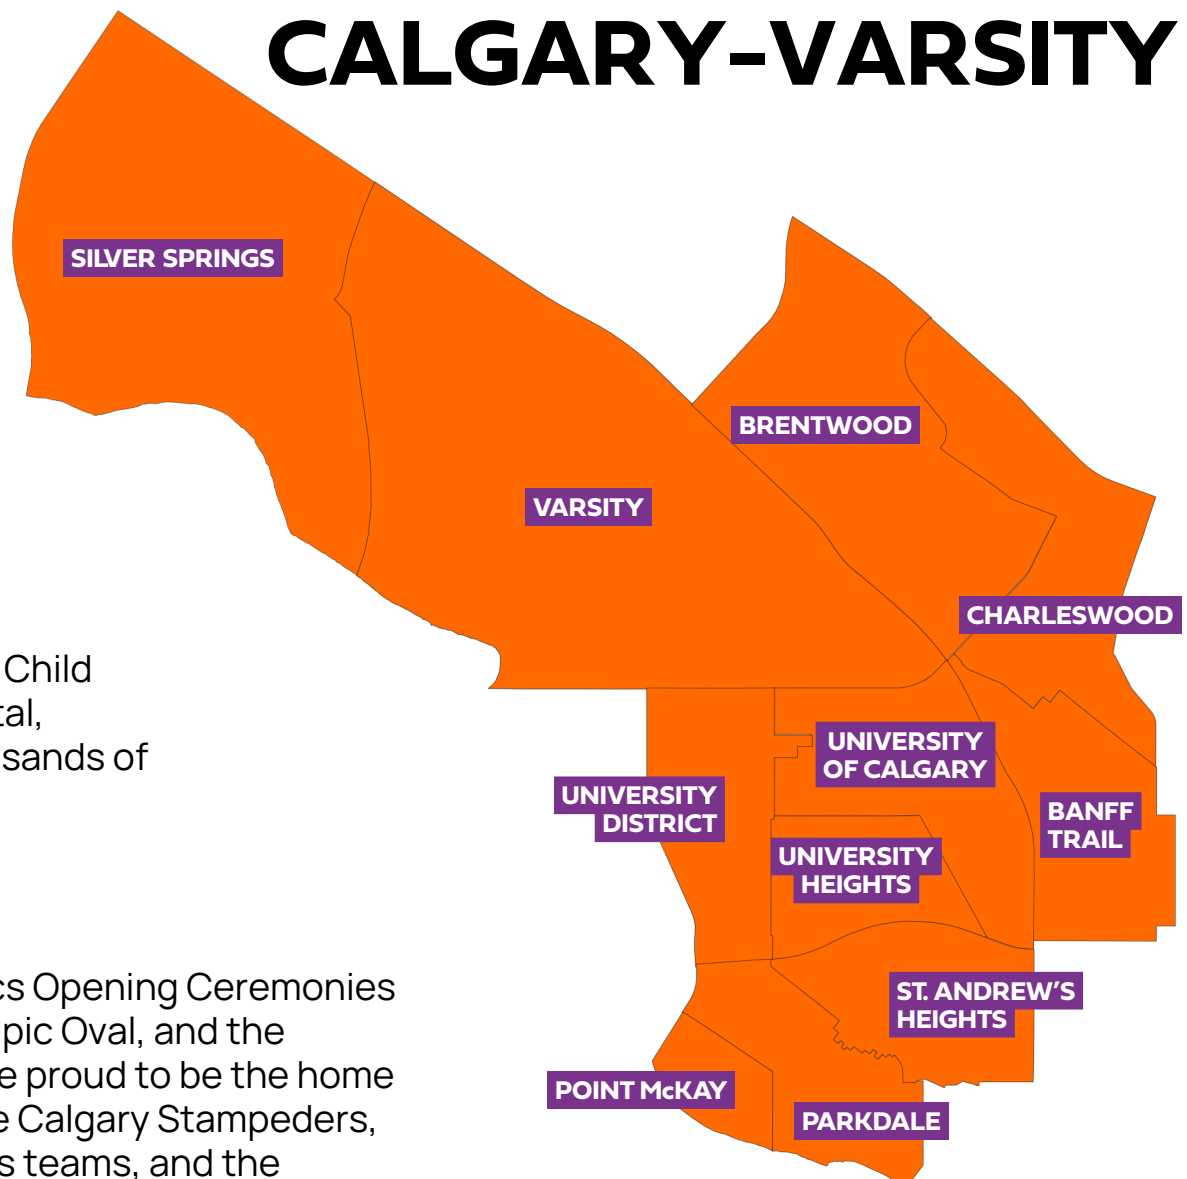 CALGARY-VARSITY
SILVER SPRINGS
BRENTWOOD
VARSITY
CHARLESWOOD
Child
tal,
sands of
UNIVERSITY
OF CALGARY
UNIVERSITY
DISTRICT
BANFF
TRAIL
UNIVERSITY
HEIGHTS
cs Opening Ceremonies
pic Oval, and the
e proud to be the home
e Calgary Stampeders,
s teams, and the
ST. ANDREW’S
HEIGHTS
POINT McKAY
PARKDALE